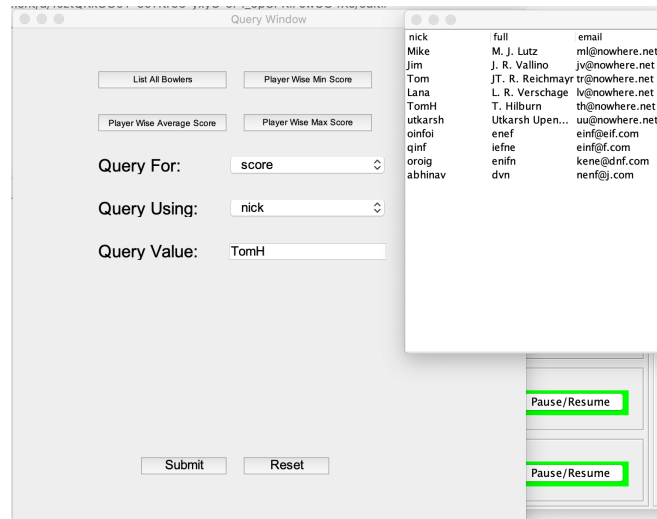 Query Window
List All Bowlers
Player Wise Min Score
Player Wise Average Score
Player Wise Max Score
Query For:
score
Query Using:
nick
Query Value:
TomH
Submit
Reset
nick full email
Mike M. J. Lutz ml@nowhere.net
Jim J. R. Vallino jv@nowhere.net
Tom JT. R. Reichmayr tr@nowhere.net
Lana L. R. Verschage lv@nowhere.net
TomH T. Hilburn th@nowhere.net
utkarsh Utkarsh Upen... uu@nowhere.net
oinfoi enef einf@eif.com
qinf iefne einf@f.com
oroig enifn kene@dnf.com
abhinav dvn nenf@j.com
Pause/Resume
Pause/Resume